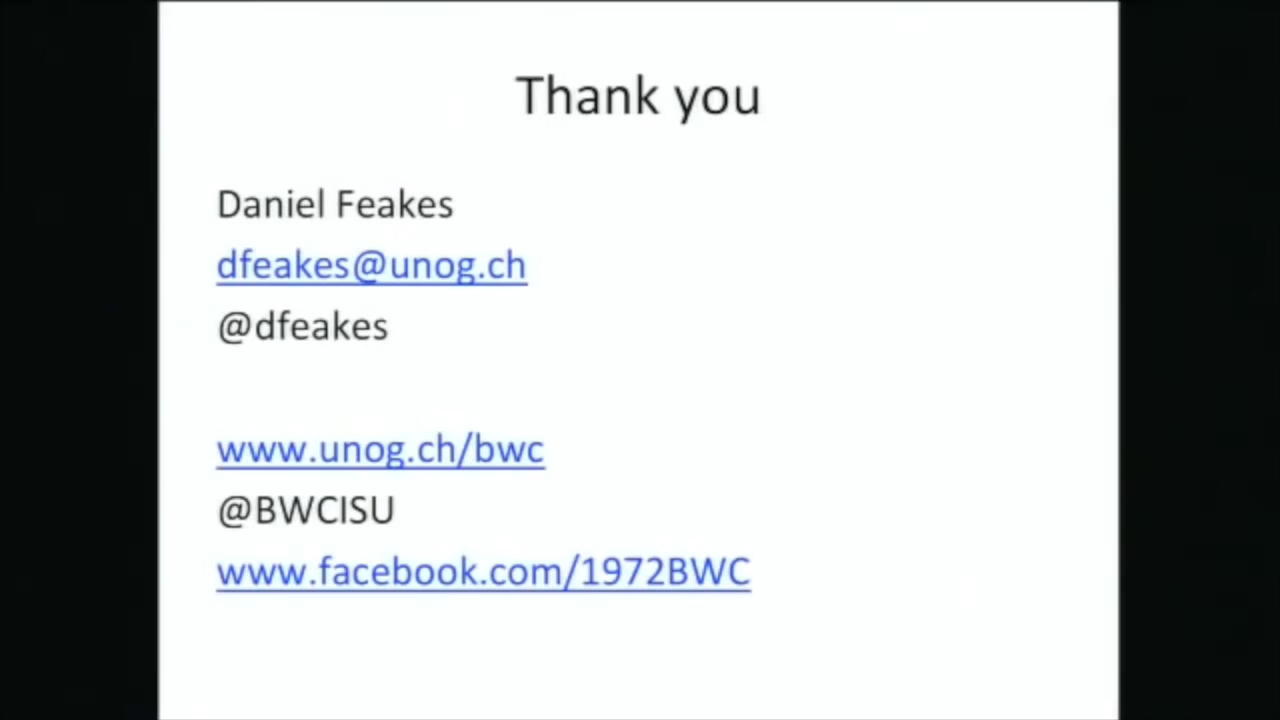 Thank you
Daniel Feakes
dfeakes@unog.ch
@dfeakes
www.unog.ch/bwc
@BWCISU
www.facebook.com/1972BWC